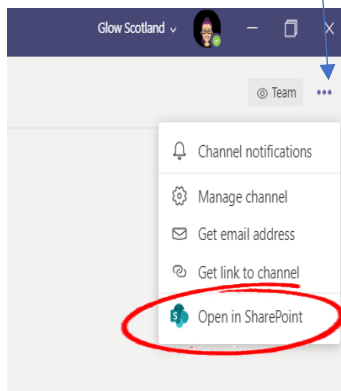 Glow Scotland
Team
Channel notifications
Manage channel
Get email address
Get link to channel
S Open in SharePoint